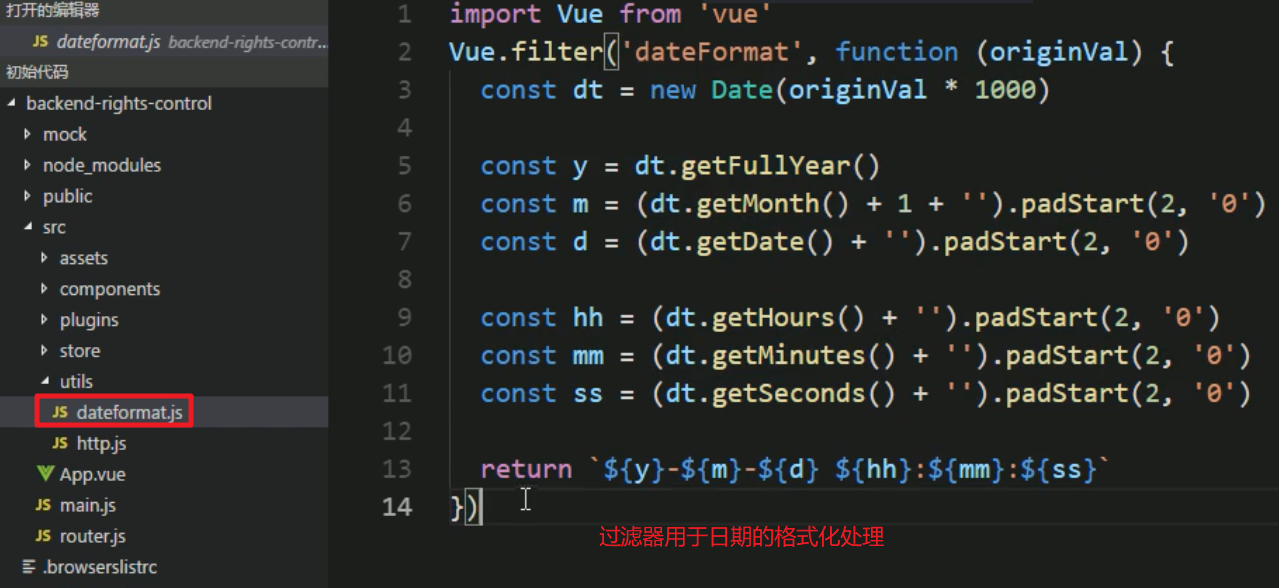 打开的编辑器
JS dateformat.js backend-rights-contr...
初始代码
backend-rights-control
mock
node_modules
public
src
assets
components
plugins
store
utils
JS dateformat.js
JS http.js
App.vue
JS main.js
JS router.js
.browserslistrc
1 import Vue from 'vue'
2 Vue.filter('dateFormat', function (originVal) {
3 const dt = new Date(originVal * 1000)
4
5 const y = dt.getFullYear()
6 const m = (dt.getMonth() + 1 + '').padStart(2, '0')
7 const d = (dt.getDate() + '').padStart(2, '0')
8
9 const hh = (dt.getHours() + '').padStart(2, '0')
10 const mm = (dt.getMinutes() + '').padStart(2, '0')
11 const ss = (dt.getSeconds() + '').padStart(2, '0')
12
13 return `${y}-${m}-${d} ${hh}:${mm}:${ss}`
14 })
过滤器用于日期的格式化处理